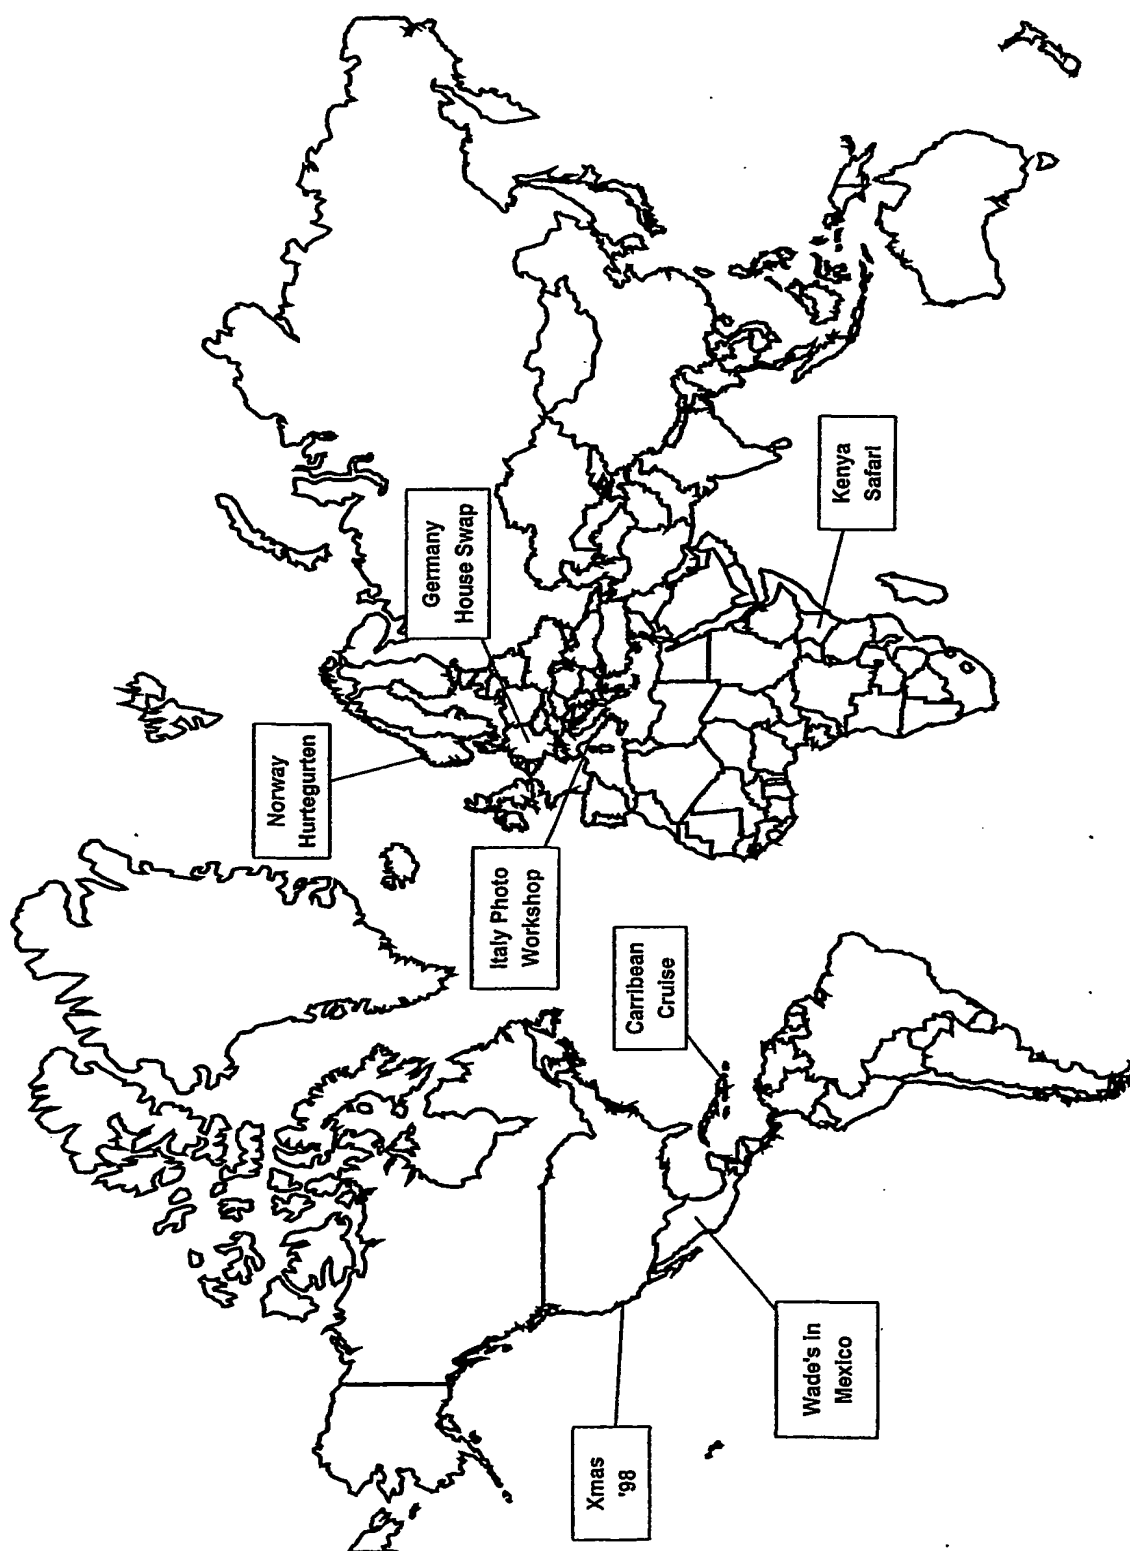 Norway
Hurtegurten
Germany
House Swap
Italy Photo
Workshop
Carribean
Cruise
Kenya
Safari
Xmas
'98
Wade's in
Mexico